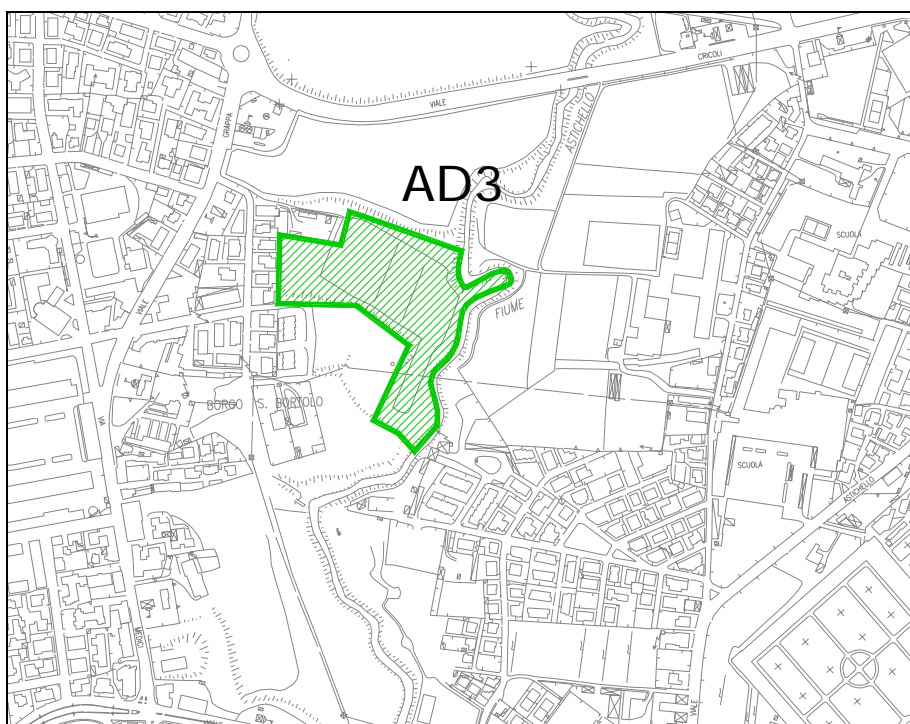 CRICOLI
VIALE
GRAPPA
ASTICHELLO
AD3
SCUOLA
VIALE
FIUME
BORGO S. BORTOLO
VIA
SCUOLA
ASTICHELLO
VIALE